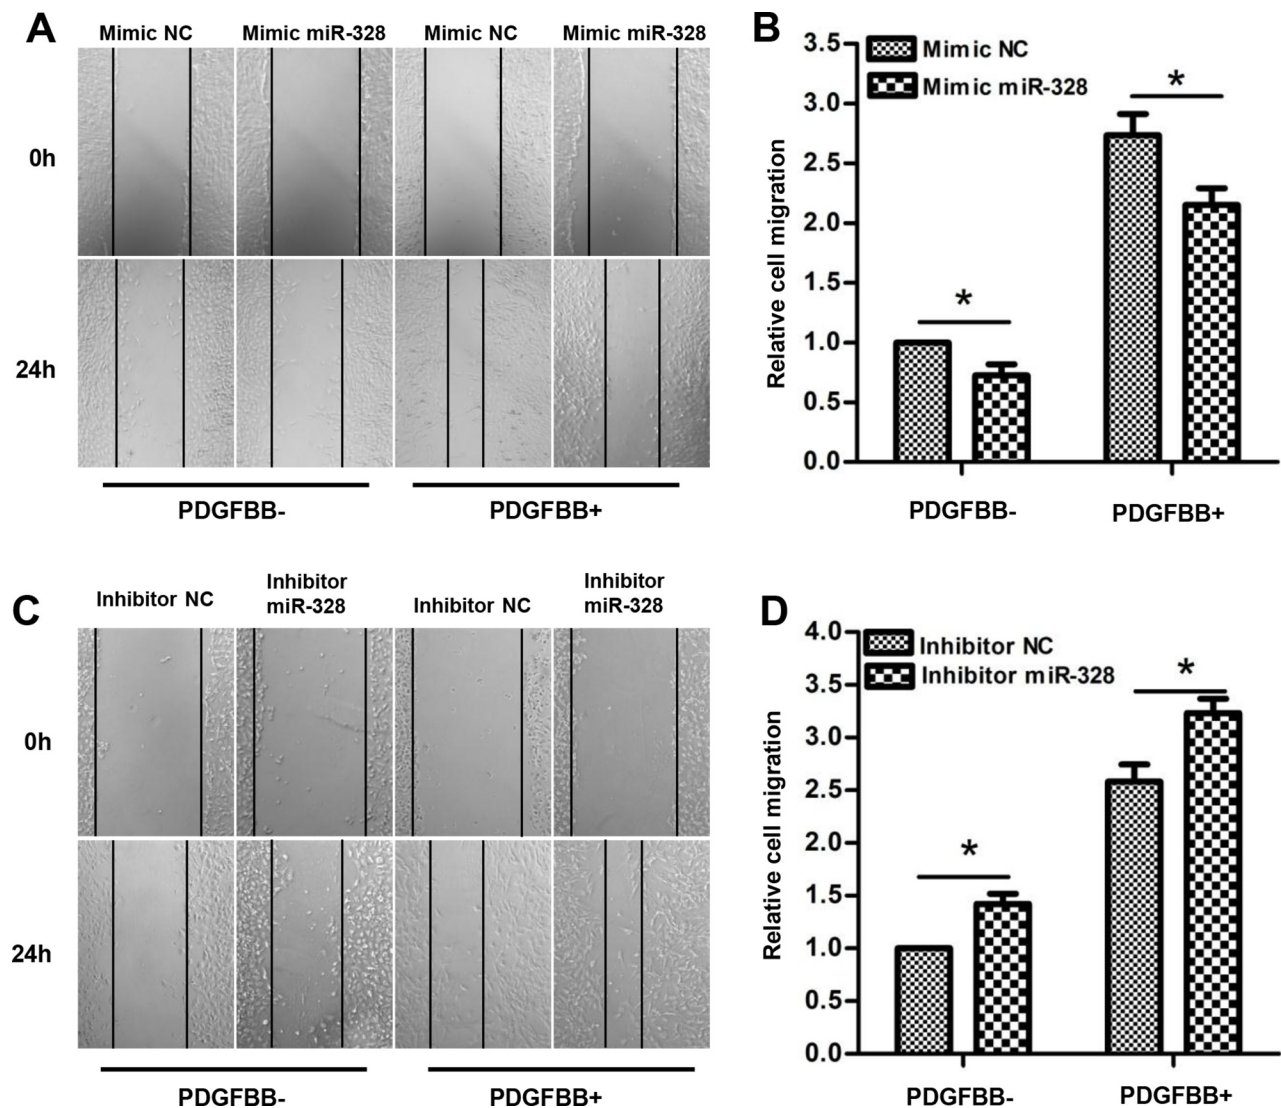 A
Mimic NC
Mimic miR-328
Mimic NC
Mimic miR-328
0h
24h
PDGFBB-
PDGFBB+
B
Relative cell migration
3.5
3.0
2.5
2.0
1.5
1.0
0.5
0.0
Mimic NC
Mimic miR-328
*
*
PDGFBB-
PDGFBB+
C
Inhibitor NC
Inhibitor
miR-328
Inhibitor NC
Inhibitor
miR-328
0h
24h
PDGFBB-
PDGFBB+
D
Relative cell migration
4.0
3.5
3.0
2.5
2.0
1.5
1.0
0.5
0.0
Inhibitor NC
Inhibitor miR-328
*
*
PDGFBB-
PDGFBB+